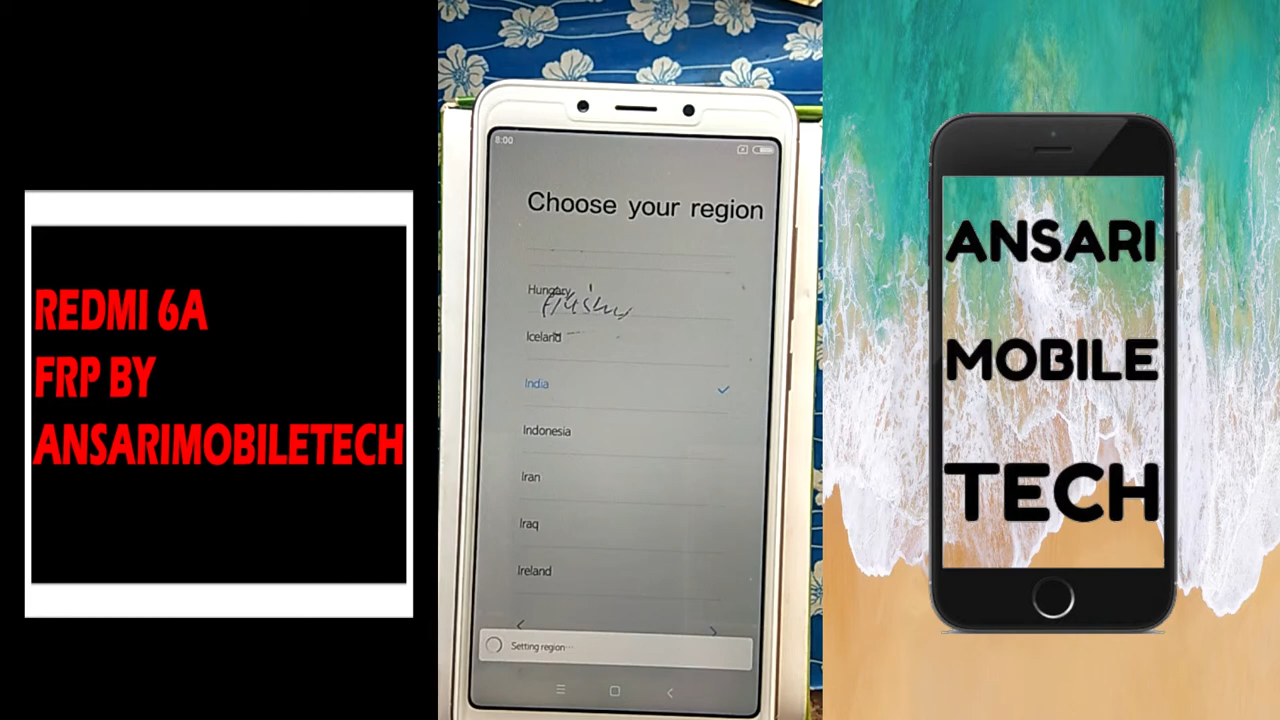 REDMI 6A
FRP BY
ANSARIMOBILETECH
8:00
Choose your region
Hungary
Iceland
India
Indonesia
Iran
Iraq
Ireland
Setting region...
ANSARI
MOBILE
TECH